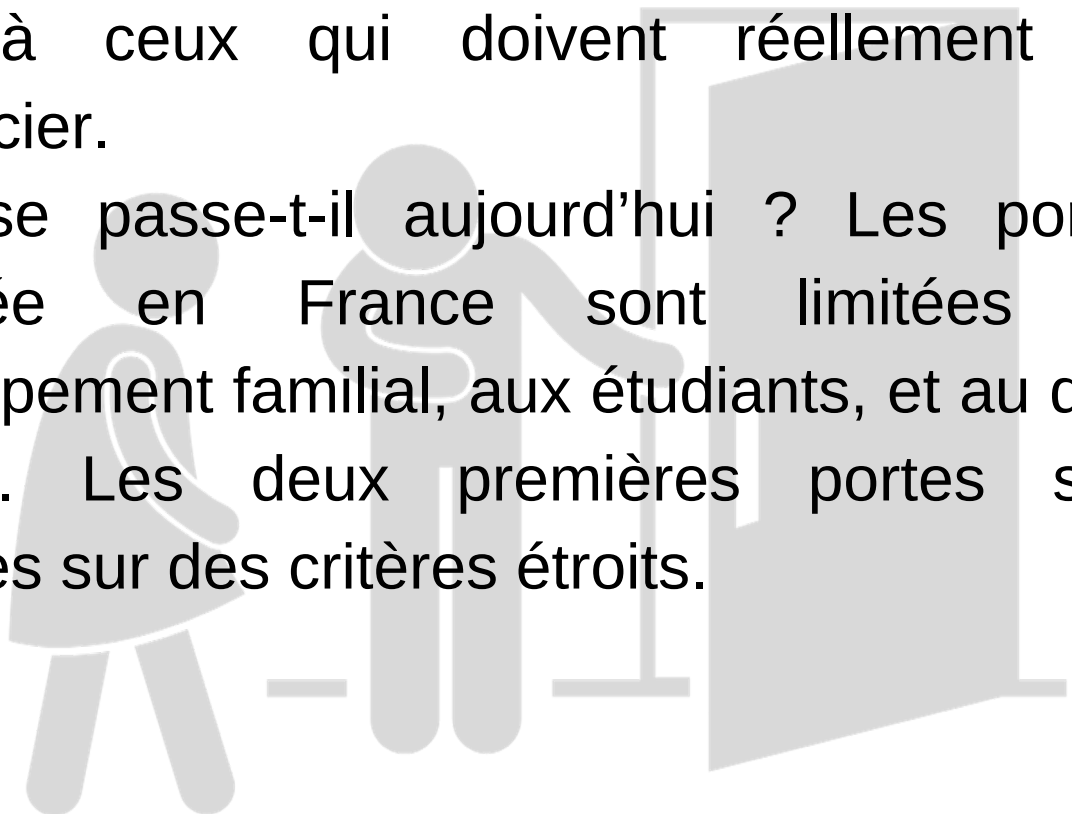 à ceux qui doivent réellement
cier.
se passe-t-il aujourd’hui ? Les por
ée en France sont limitées
pement familial, aux étudiants, et au d
. Les deux premières portes s
es sur des critères étroits.